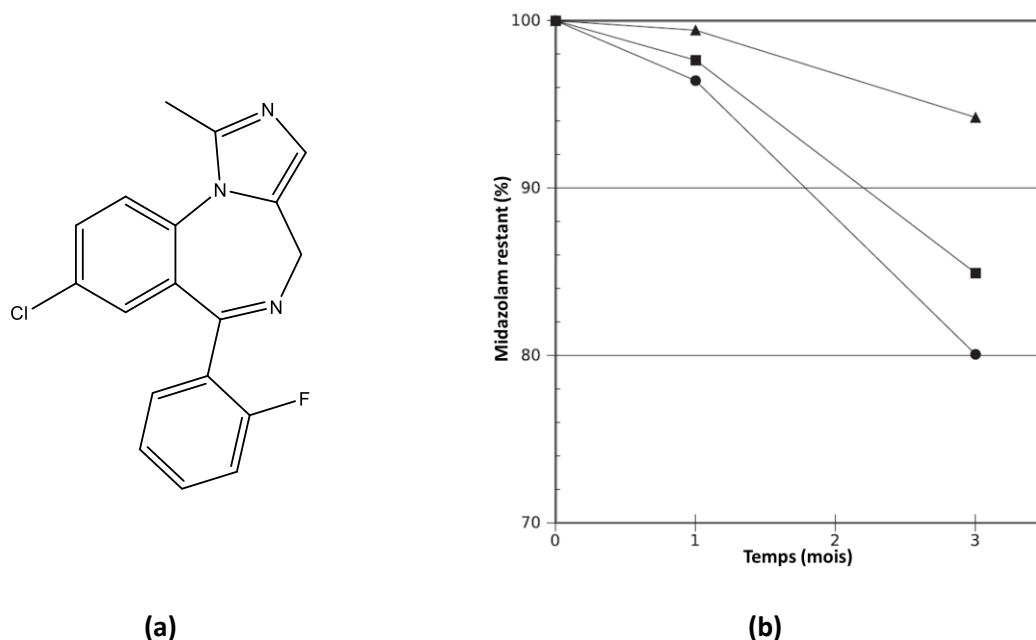 N
N
Cl
N
F
(a)
100
90
80
70
Midazolam restant (%)
0 1 2 3
Temps (mois)
(b)